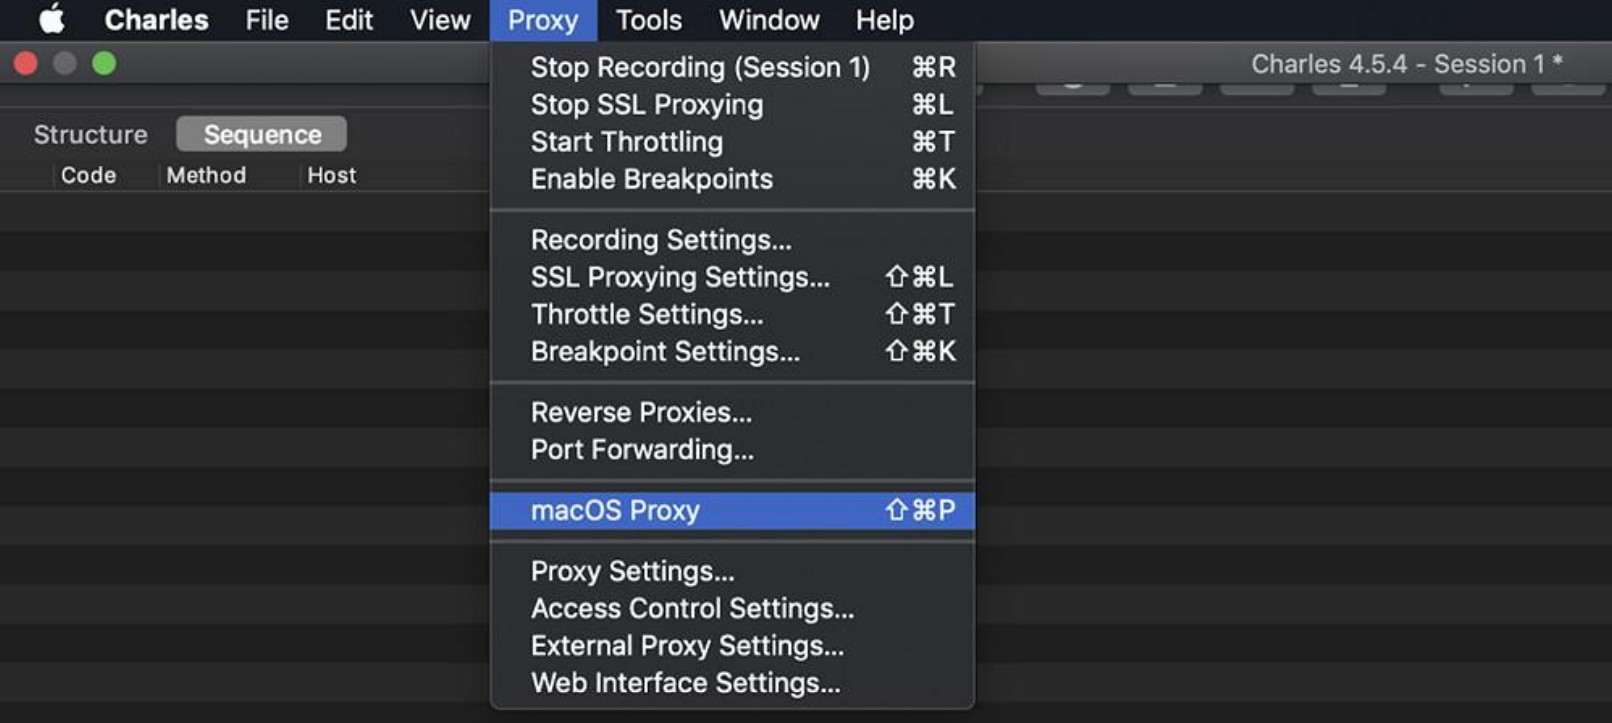 Charles File Edit View Proxy Tools Window Help
Charles 4.5.4 - Session 1 *
Structure Sequence
Code Method Host
Stop Recording (Session 1) ⌘R
Stop SSL Proxying ⌘L
Start Throttling ⌘T
Enable Breakpoints ⌘K
Recording Settings...
SSL Proxying Settings... ⇧⌘L
Throttle Settings... ⇧⌘T
Breakpoint Settings... ⇧⌘K
Reverse Proxies...
Port Forwarding...
macOS Proxy ⇧⌘P
Proxy Settings...
Access Control Settings...
External Proxy Settings...
Web Interface Settings...